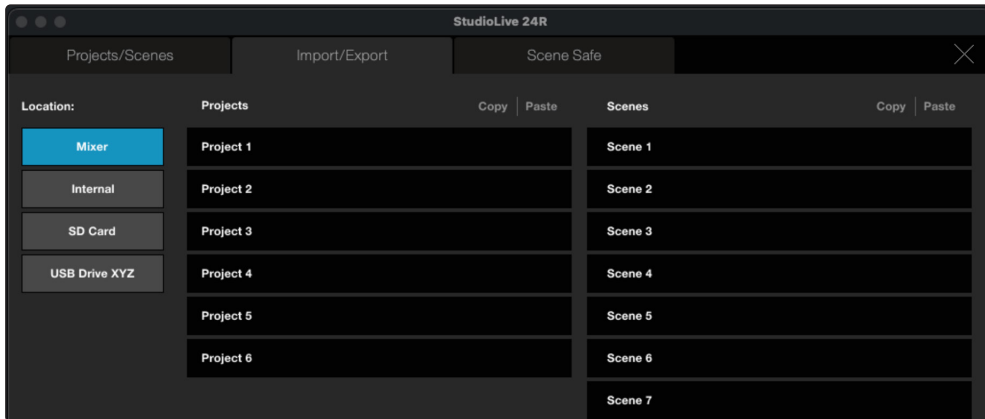 StudioLive 24R
Projects/Scenes Import/Export Scene Safe
Location:
Mixer
Internal
SD Card
USB Drive XYZ
Projects Copy Paste
Project 1
Project 2
Project 3
Project 4
Project 5
Project 6
Scenes Copy Paste
Scene 1
Scene 2
Scene 3
Scene 4
Scene 5
Scene 6
Scene 7